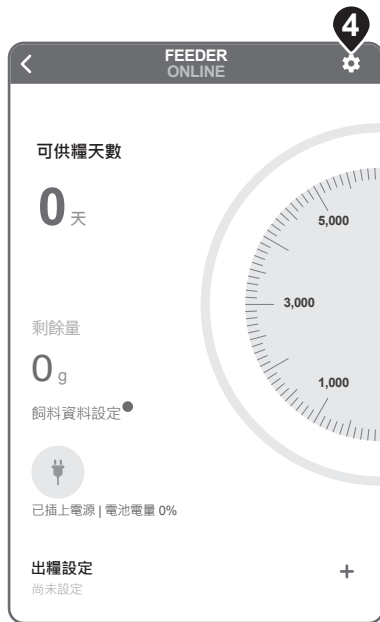 4
FEEDER
ONLINE
可供糧天數
0 天
5,000
3,000
剩餘量
0 g
1,000
飼料資料設定
已插上電源 | 電池電量 0%
出糧設定
尚未設定